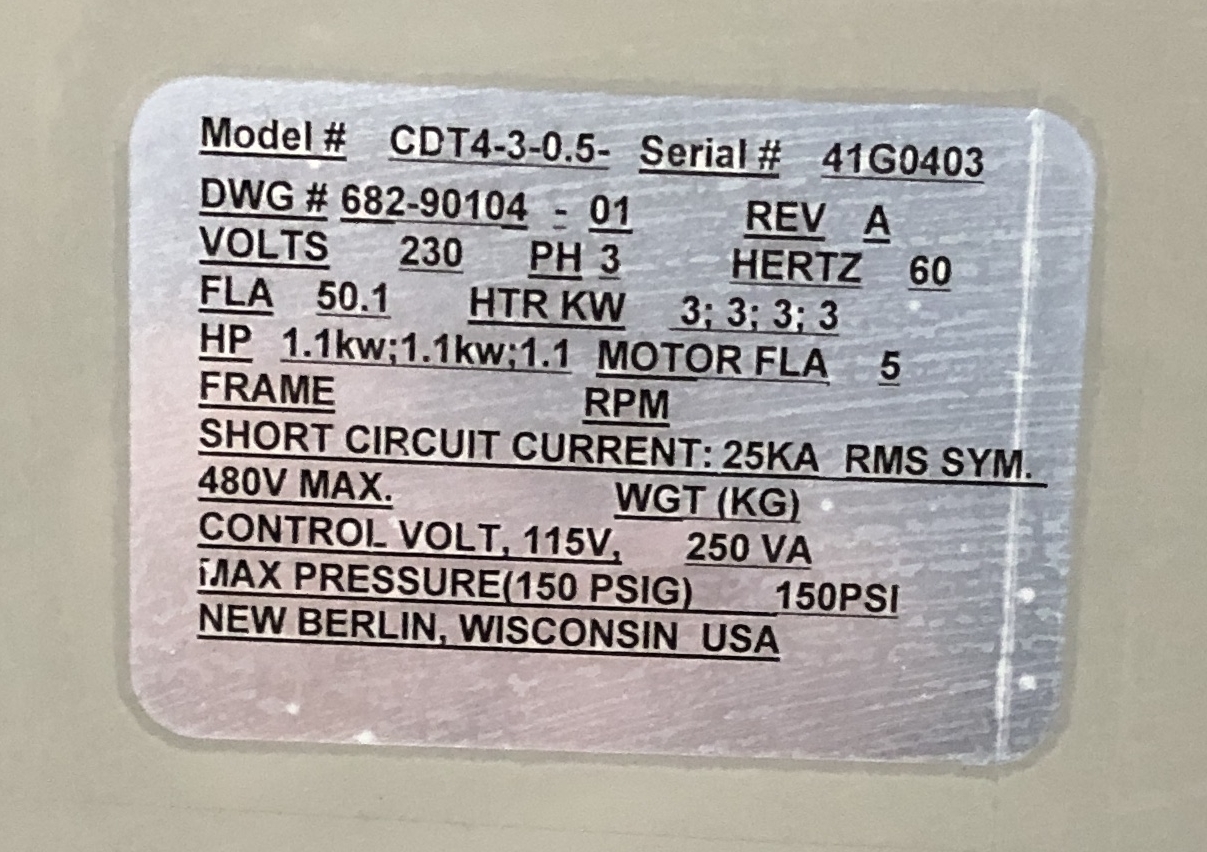 Model # CDT4-3-0.5- Serial # 41G0403
DWG # 682-90104 - 01 REV A
VOLTS 230 PH 3 HERTZ 60
FLA 50.1 HTR KW 3; 3; 3; 3
HP 1.1kw;1.1kw;1.1 MOTOR FLA 5
FRAME RPM
SHORT CIRCUIT CURRENT: 25KA RMS SYM.
480V MAX. WGT (KG)
CONTROL VOLT, 115V, 250 VA
MAX PRESSURE(150 PSIG) 150PSI
NEW BERLIN, WISCONSIN USA